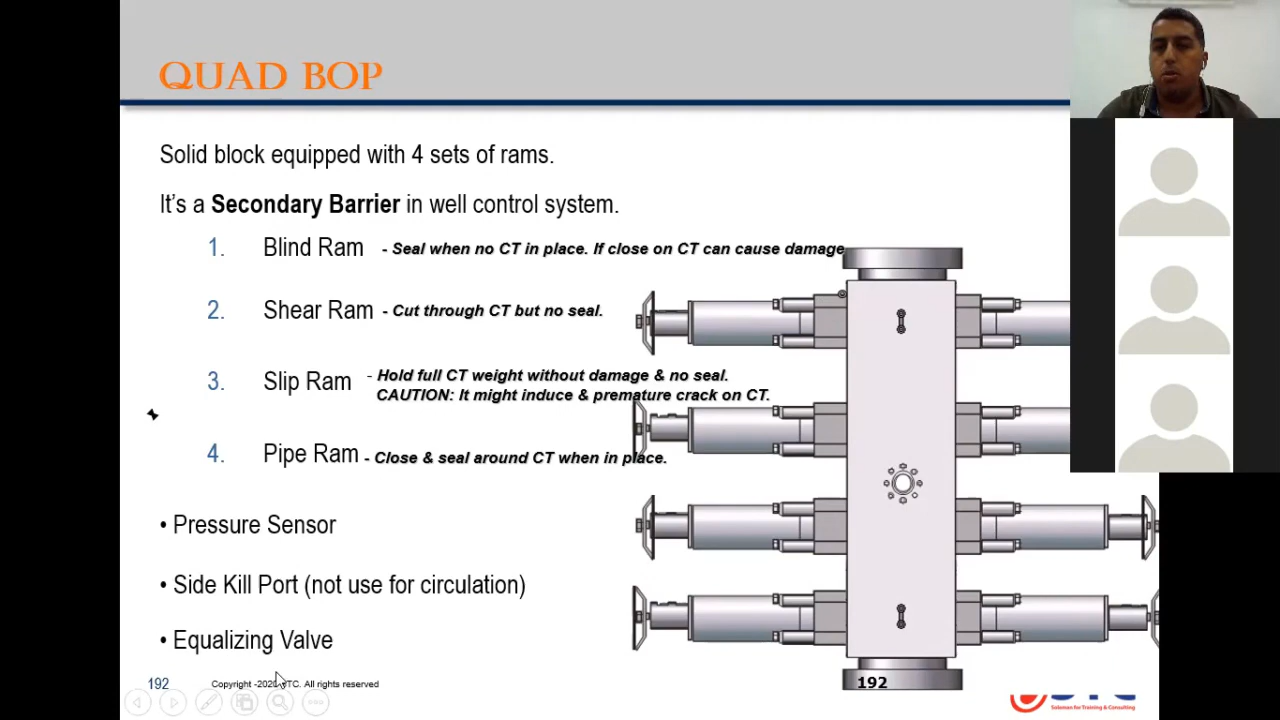 QUAD BOP
Solid block equipped with 4 sets of rams.
It's a Secondary Barrier in well control system.
1. Blind Ram - Seal when no CT in place. If close on CT can cause damage
2. Shear Ram - Cut through CT but no seal.
3. Slip Ram - Hold full CT weight without damage & no seal.
CAUTION: It might induce & premature crack on CT.
4. Pipe Ram - Close & seal around CT when in place.
• Pressure Sensor
• Side Kill Port (not use for circulation)
• Equalizing Valve
192
Copyright All rights reserved
192
Soloman for Training & Consulting